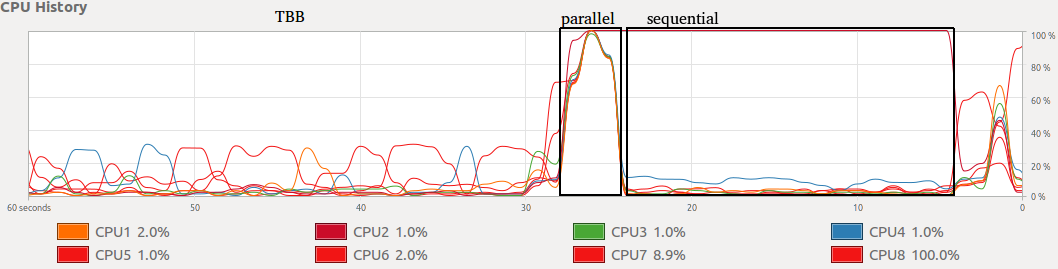 CPU History
TBB
parallel sequential
100 %
80 %
60 %
40 %
20 %
0 %
60 seconds 50 40 30 20 10 0
CPU1 2.0% CPU2 1.0% CPU3 1.0% CPU4 1.0%
CPU5 1.0% CPU6 2.0% CPU7 8.9% CPU8 100.0%